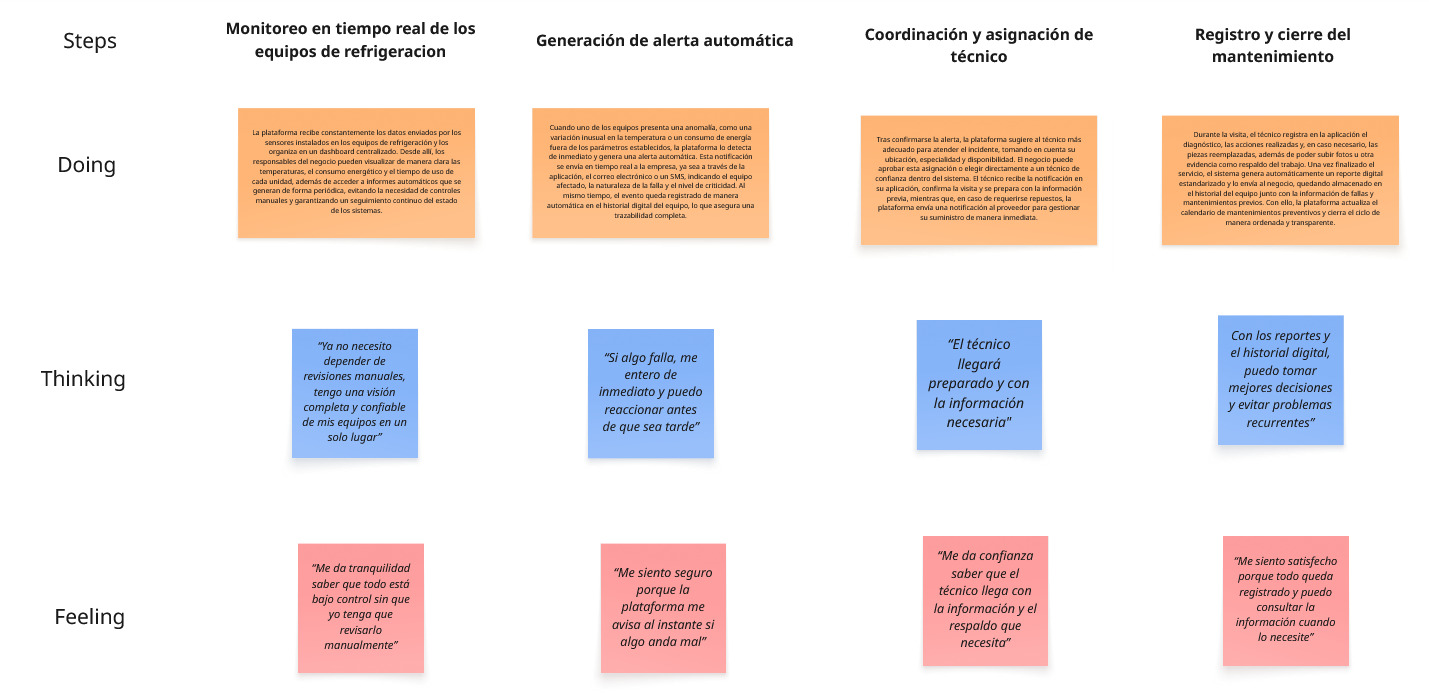 Steps
Monitoreo en tiempo real de los
equipos de refrigeracion
Generación de alerta automática
Coordinación y asignación de
técnico
Registro y cierre del
mantenimiento
Doing
La plataforma recibe constantemente los datos enviados por los
sensores instalados en los equipos de refrigeración y los
organiza en un dashboard centralizado. Desde allí, los
responsables del negocio pueden visualizar de manera clara las
temperaturas, el consumo energético y el tiempo de uso de
cada unidad, además de acceder a informes automáticos que se
generan de forma periódica, evitando la necesidad de controles
manuales y garantizando un seguimiento continuo del estado
de los sistemas.
Cuando uno de los equipos presenta una anomalía, como una
variación inusual en la temperatura o un consumo de energía
fuera de los parámetros establecidos, la plataforma lo detecta
de inmediato y genera una alerta automática. Esta notificación
se envía en tiempo real a la empresa, ya sea a través de la
aplicación, el correo electrónico o un SMS, indicando el equipo
afectado, la naturaleza de la falla y el nivel de criticidad. Al
mismo tiempo, el evento queda registrado de manera
automática en el historial digital del equipo, lo que asegura una
trazabilidad completa.
Tras confirmarse la alerta, la plataforma sugiere al técnico más
adecuado para atender el incidente, tomando en cuenta su
ubicación, especialidad y disponibilidad. El negocio puede
aprobar esta asignación o elegir directamente a un técnico de
confianza dentro del sistema. El técnico recibe la notificación en
su aplicación, confirma la visita y se prepara con la información
previa, mientras que, en caso de requerirse repuestos, la
plataforma envía una notificación al proveedor para gestionar
su suministro de manera inmediata.
Durante la visita, el técnico registra en la aplicación el
diagnóstico, las acciones realizadas y, en caso necesario, las
piezas reemplazadas, además de poder subir fotos u otra
evidencia como respaldo del trabajo. Una vez finalizado el
servicio, el sistema genera automáticamente un reporte digital
estandarizado y lo envía al negocio, quedando almacenado en
el historial del equipo junto con la información de fallas y
mantenimientos previos. Con ello, la plataforma actualiza el
calendario de mantenimientos preventivos y cierra el ciclo de
manera ordenada y transparente.
Thinking
“Ya no necesito
depender de
revisiones manuales,
tengo una visión
completa y confiable
de mis equipos en un
solo lugar”
“Si algo falla, me
entero de
inmediato y puedo
reaccionar antes
de que sea tarde”
“El técnico
llegará
preparado y con
la información
necesaria"
Con los reportes y
el historial digital,
puedo tomar
mejores decisiones
y evitar problemas
recurrentes”
Feeling
“Me da tranquilidad
saber que todo está
bajo control sin que
yo tenga que
revisarlo
manualmente”
“Me siento seguro
porque la
plataforma me
avisa al instante si
algo anda mal”
“Me da confianza
saber que el
técnico llega con
la información y el
respaldo que
necesita”
“Me siento satisfecho
porque todo queda
registrado y puedo
consultar la
información cuando
lo necesite”